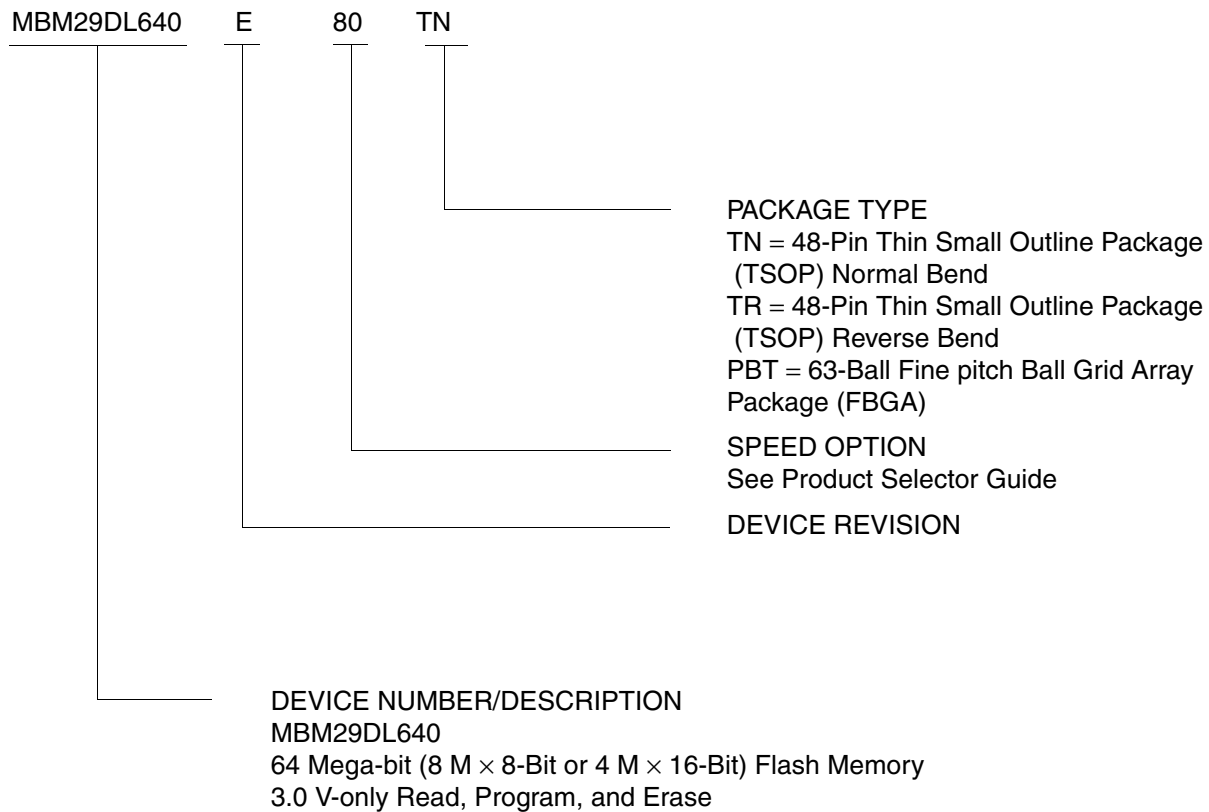 MBM29DL640 E 80 TN
PACKAGE TYPE
TN = 48-Pin Thin Small Outline Package
(TSOP) Normal Bend
TR = 48-Pin Thin Small Outline Package
(TSOP) Reverse Bend
PBT = 63-Ball Fine pitch Ball Grid Array
Package (FBGA)
SPEED OPTION
See Product Selector Guide
DEVICE REVISION
DEVICE NUMBER/DESCRIPTION
MBM29DL640
64 Mega-bit (8 M × 8-Bit or 4 M × 16-Bit) Flash Memory
3.0 V-only Read, Program, and Erase